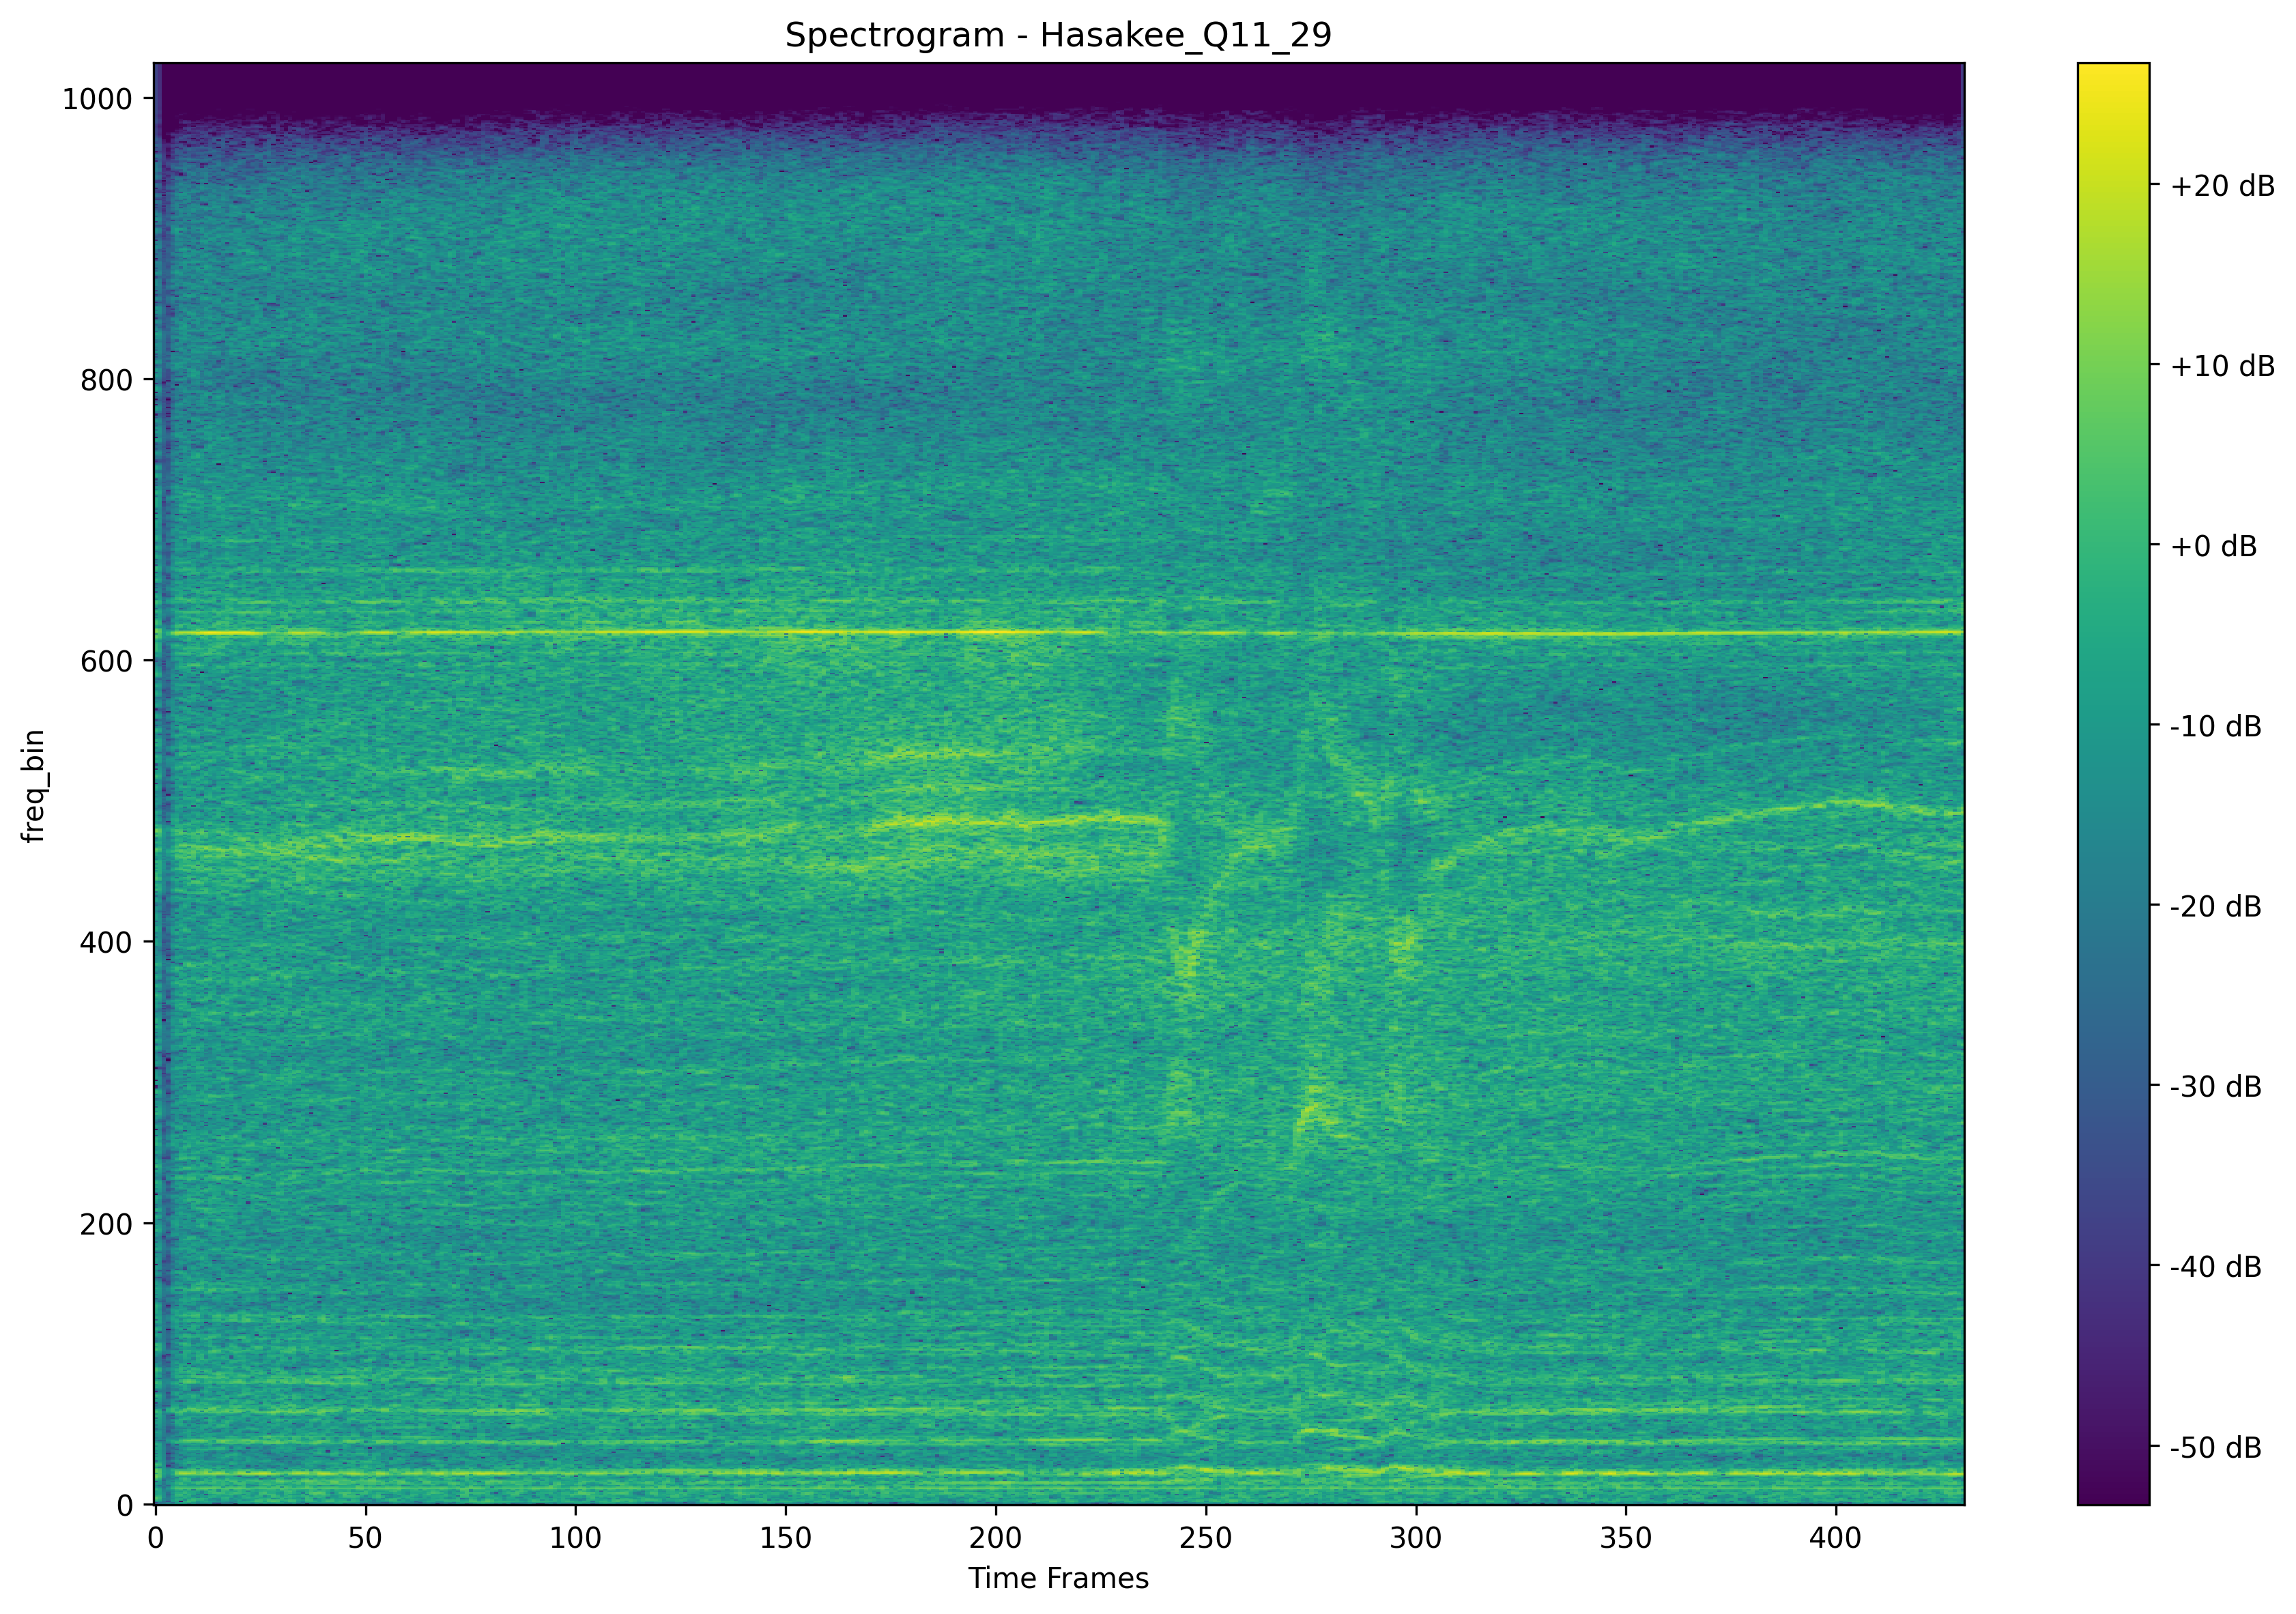 Spectrogram - Hasakee_Q11_29
1000
800
600
400
200
0
freq_bin
0 50 100 150 200 250 300 350 400
Time Frames
+20 dB
+10 dB
+0 dB
-10 dB
-20 dB
-30 dB
-40 dB
-50 dB